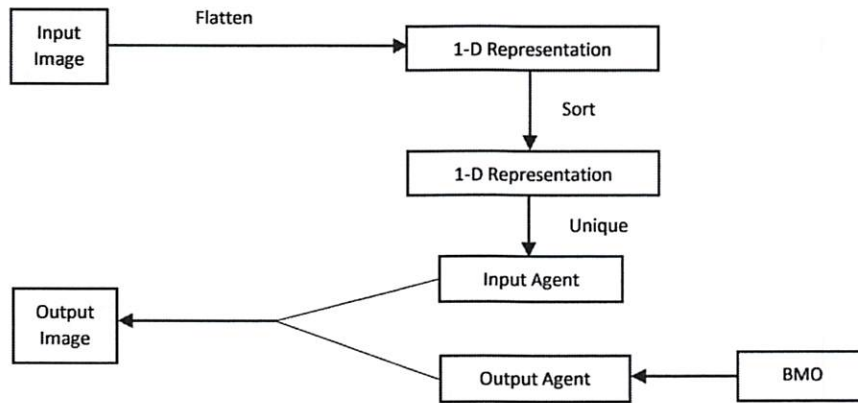 Input
Image
Flatten
1-D Representation
Sort
1-D Representation
Unique
Input Agent
Output
Image
Output Agent
BMO